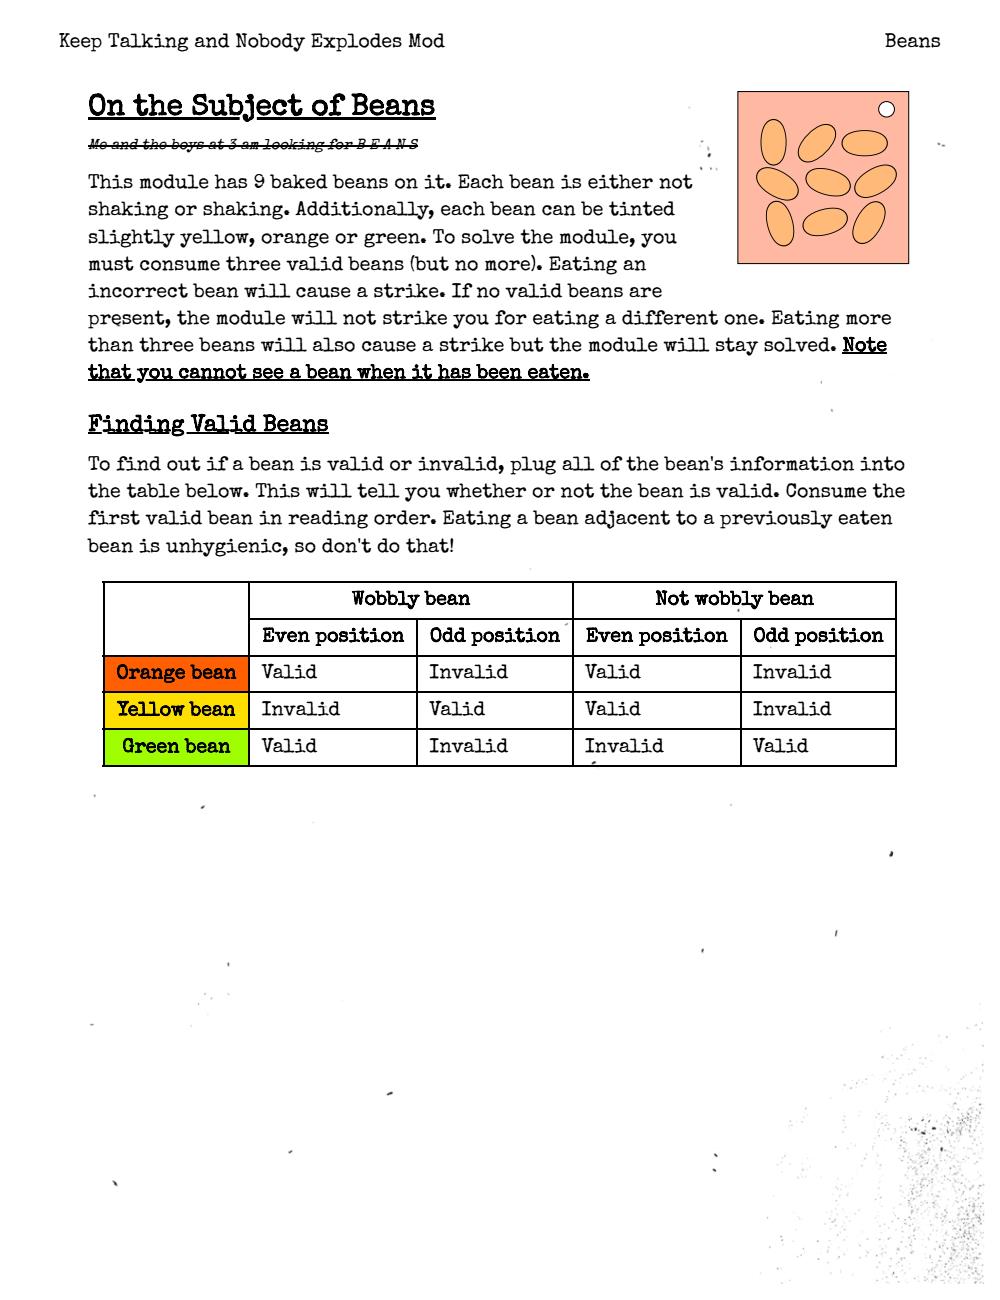 Keep Talking and Nobody Explodes Mod
Beans
On the Subject of Beans
Me and the boys at 3 am looking for B E A N S
This module has 9 baked beans on it. Each bean is either not
shaking or shaking. Additionally, each bean can be tinted
slightly yellow, orange or green. To solve the module, you
must consume three valid beans (but no more). Eating an
incorrect bean will cause a strike. If no valid beans are
present, the module will not strike you for eating a different one. Eating more
than three beans will also cause a strike but the module will stay solved. Note
that you cannot see a bean when it has been eaten.
Finding Valid Beans
To find out if a bean is valid or invalid, plug all of the bean's information into
the table below. This will tell you whether or not the bean is valid. Consume the
first valid bean in reading order. Eating a bean adjacent to a previously eaten
bean is unhygienic, so don't do that!
Wobbly bean Not wobbly bean
Even position Odd position Even position Odd position
Orange bean Valid Invalid Valid Invalid
Yellow bean Invalid Valid Valid Invalid
Green bean Valid Invalid Invalid Valid